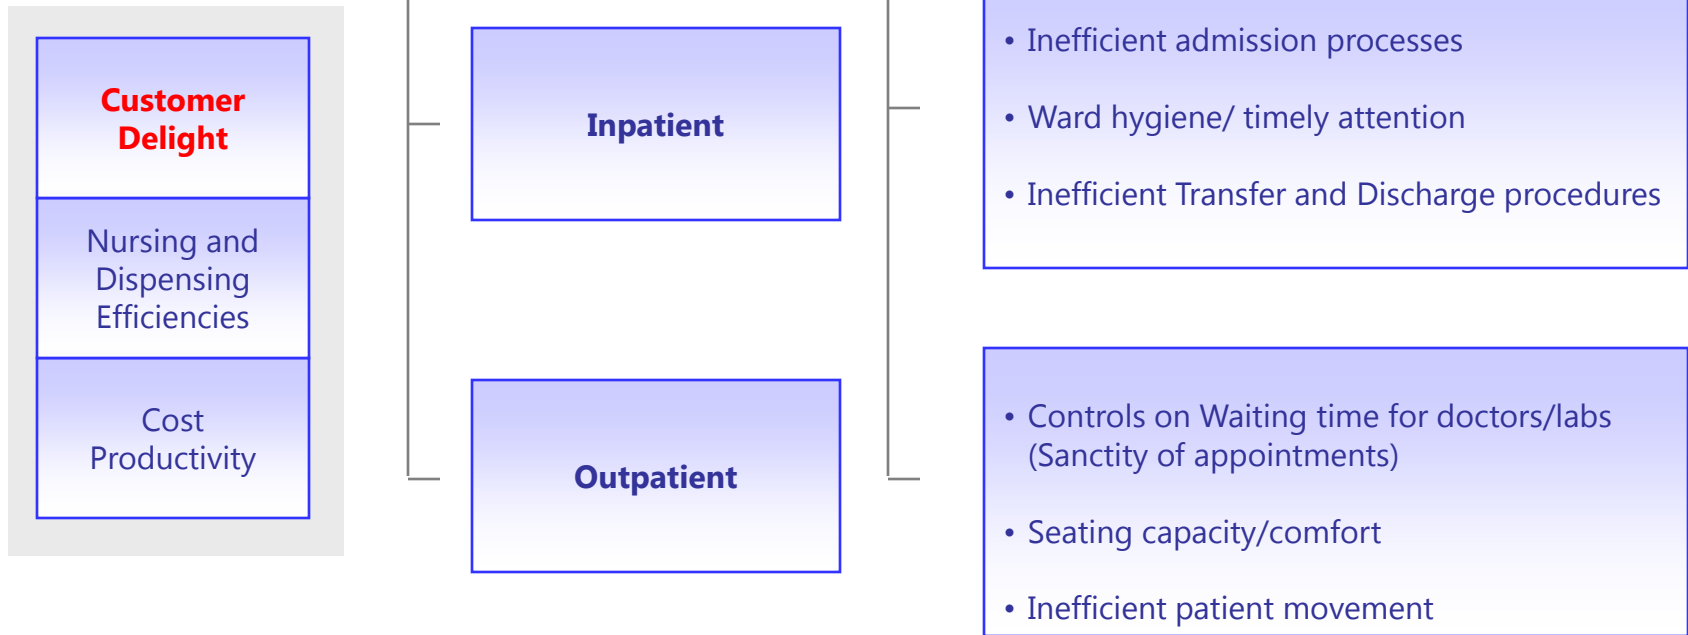 Customer
Delight
Nursing and
Dispensing
Efficiencies
Cost
Productivity
Inpatient
• Inefficient admission processes
• Ward hygiene/ timely attention
• Inefficient Transfer and Discharge procedures
Outpatient
• Controls on Waiting time for doctors/labs
(Sanctity of appointments)
• Seating capacity/comfort
• Inefficient patient movement